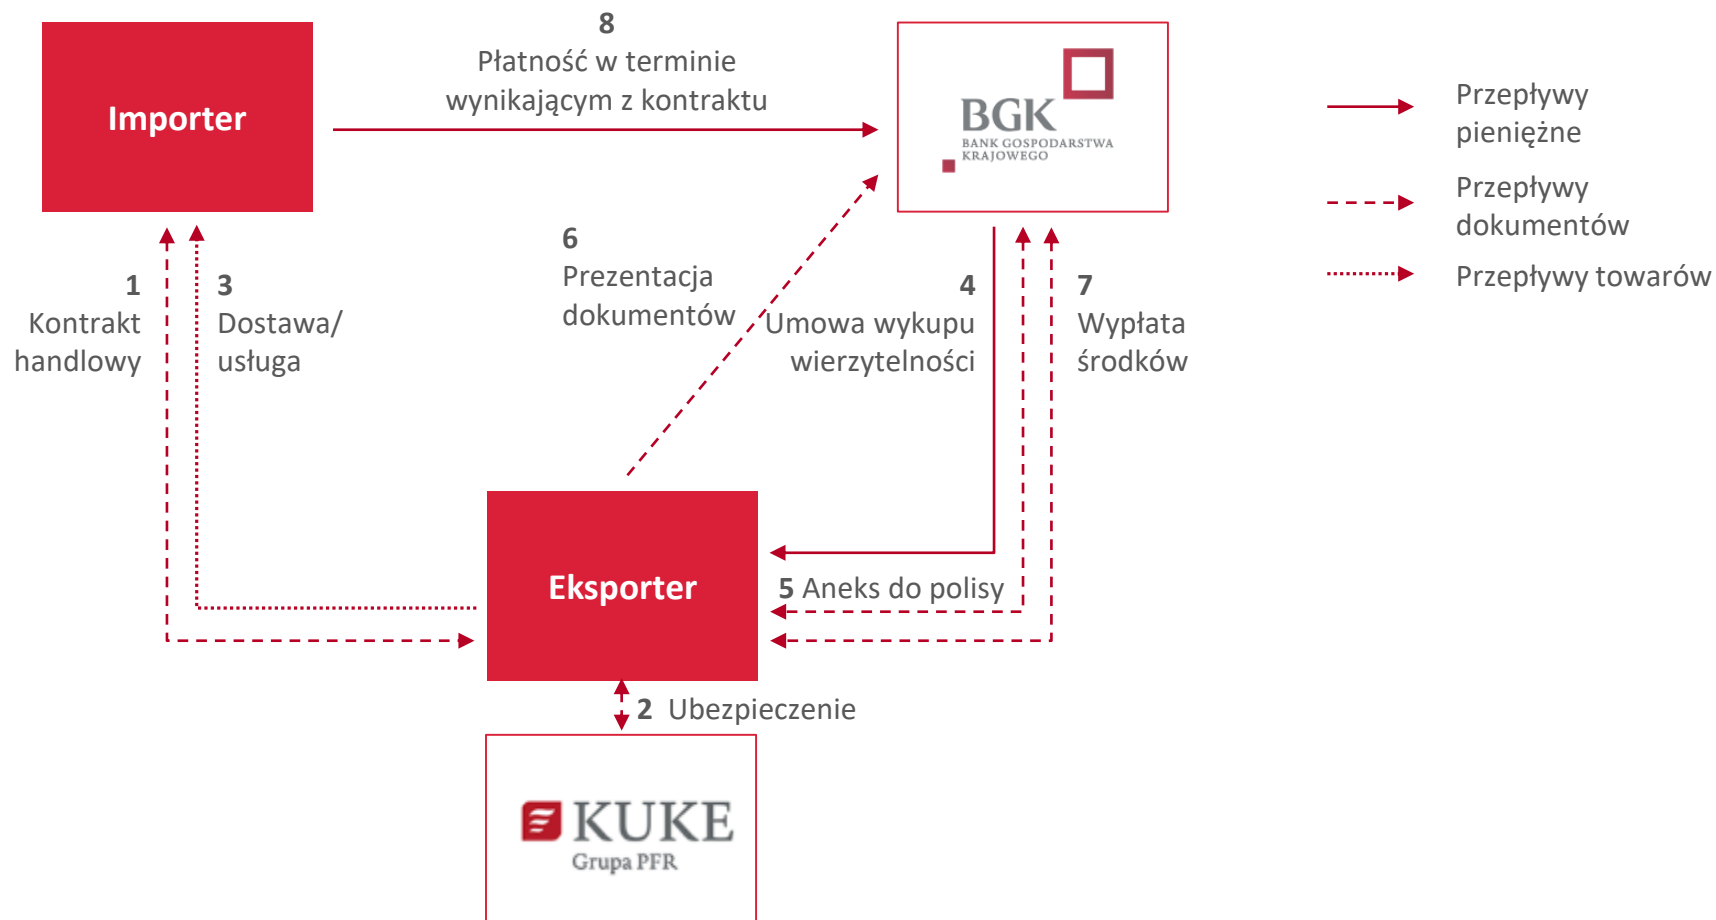 8
Płatność w terminie
wynikającym z kontraktu
Importer
BGK
BANK GOSPODARSTWA
KRAJOWEGO
Przepływy
pieniężne
Przepływy
dokumentów
Przepływy towarów
1
Kontrakt
handlowy
3
Dostawa/
usługa
6
Prezentacja
dokumentów
4
Umowa wykupu
wierzytelności
7
Wypłata
środków
Eksporter
5 Aneks do polisy
2 Ubezpieczenie
KUKE
Grupa PFR